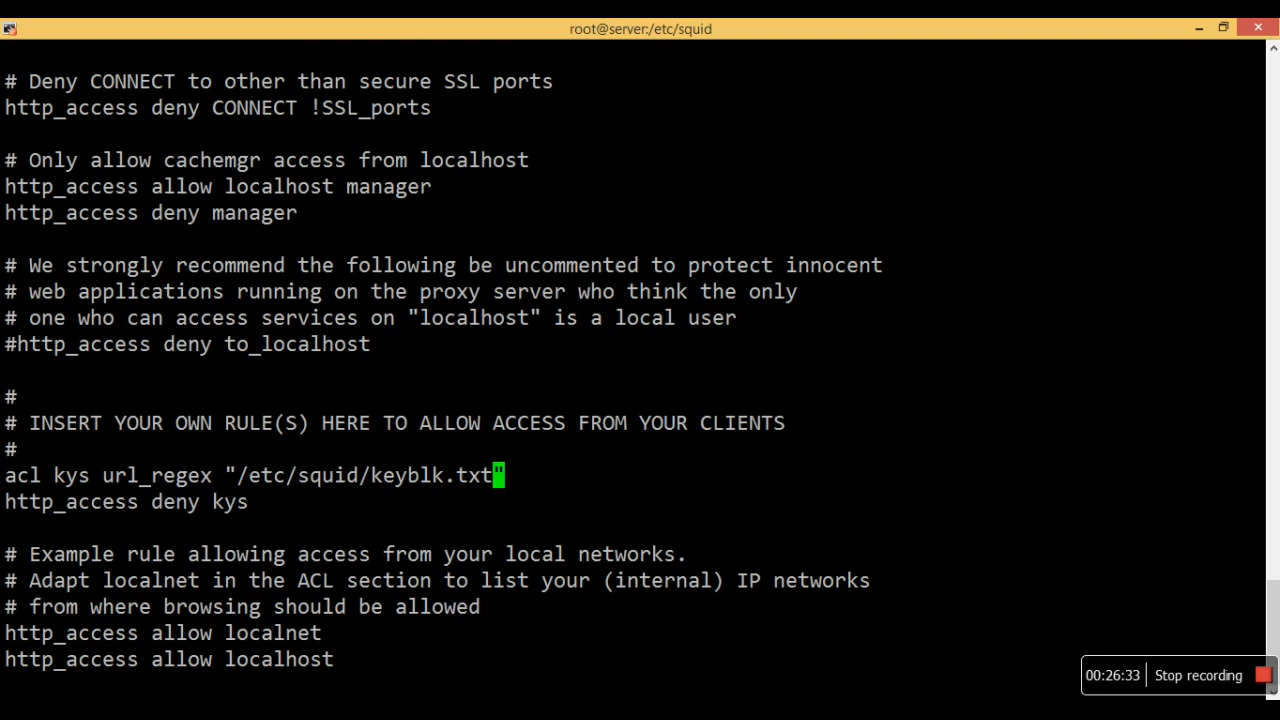 root@server:/etc/squid
# Deny CONNECT to other than secure SSL ports
http_access deny CONNECT !SSL_ports
# Only allow cachemgr access from localhost
http_access allow localhost manager
http_access deny manager
# We strongly recommend the following be uncommented to protect innocent
# web applications running on the proxy server who think the only
# one who can access services on "localhost" is a local user
#http_access deny to_localhost
#
# INSERT YOUR OWN RULE(S) HERE TO ALLOW ACCESS FROM YOUR CLIENTS
#
acl kys url_regex "/etc/squid/keyblk.txt"
http_access deny kys
# Example rule allowing access from your local networks.
# Adapt localnet in the ACL section to list your (internal) IP networks
# from where browsing should be allowed
http_access allow localnet
http_access allow localhost
00:26:33 Stop recording